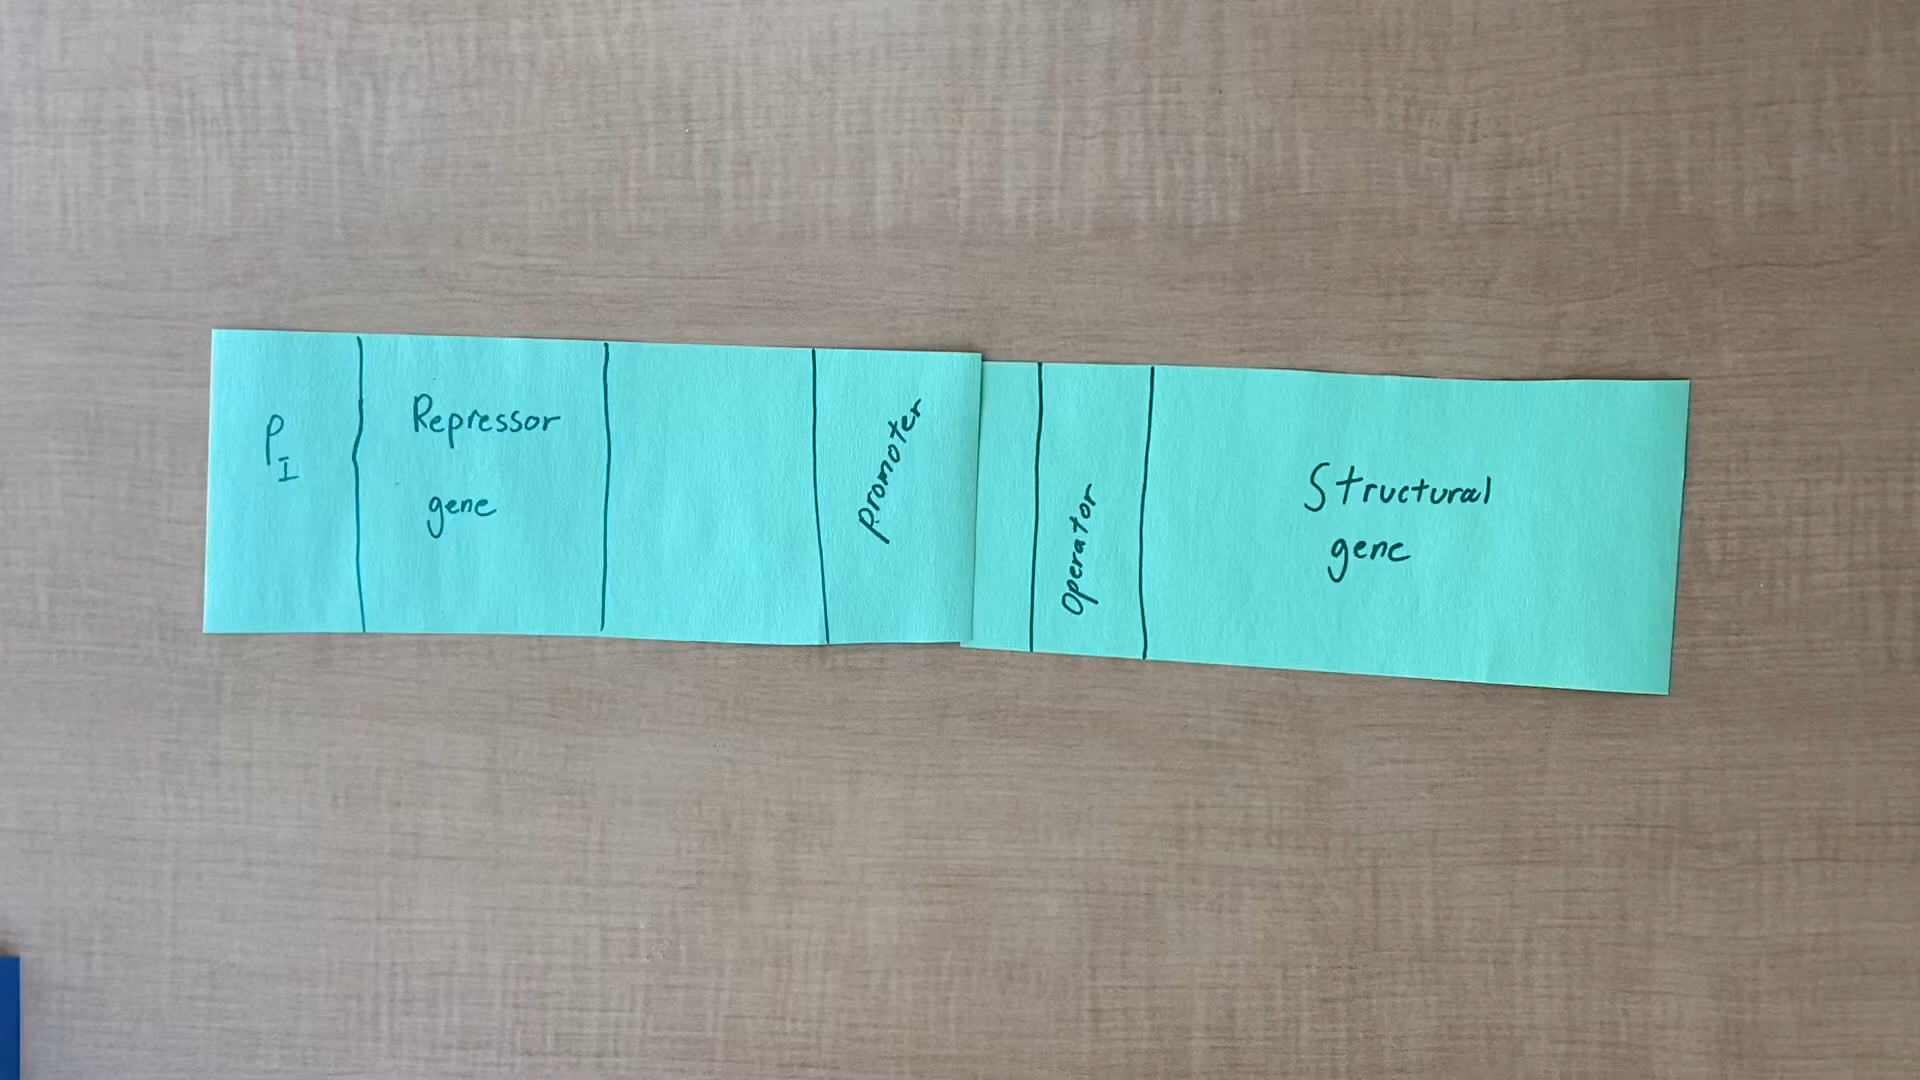 P
I
Repressor
gene
promoter
Operator
Structural
gene